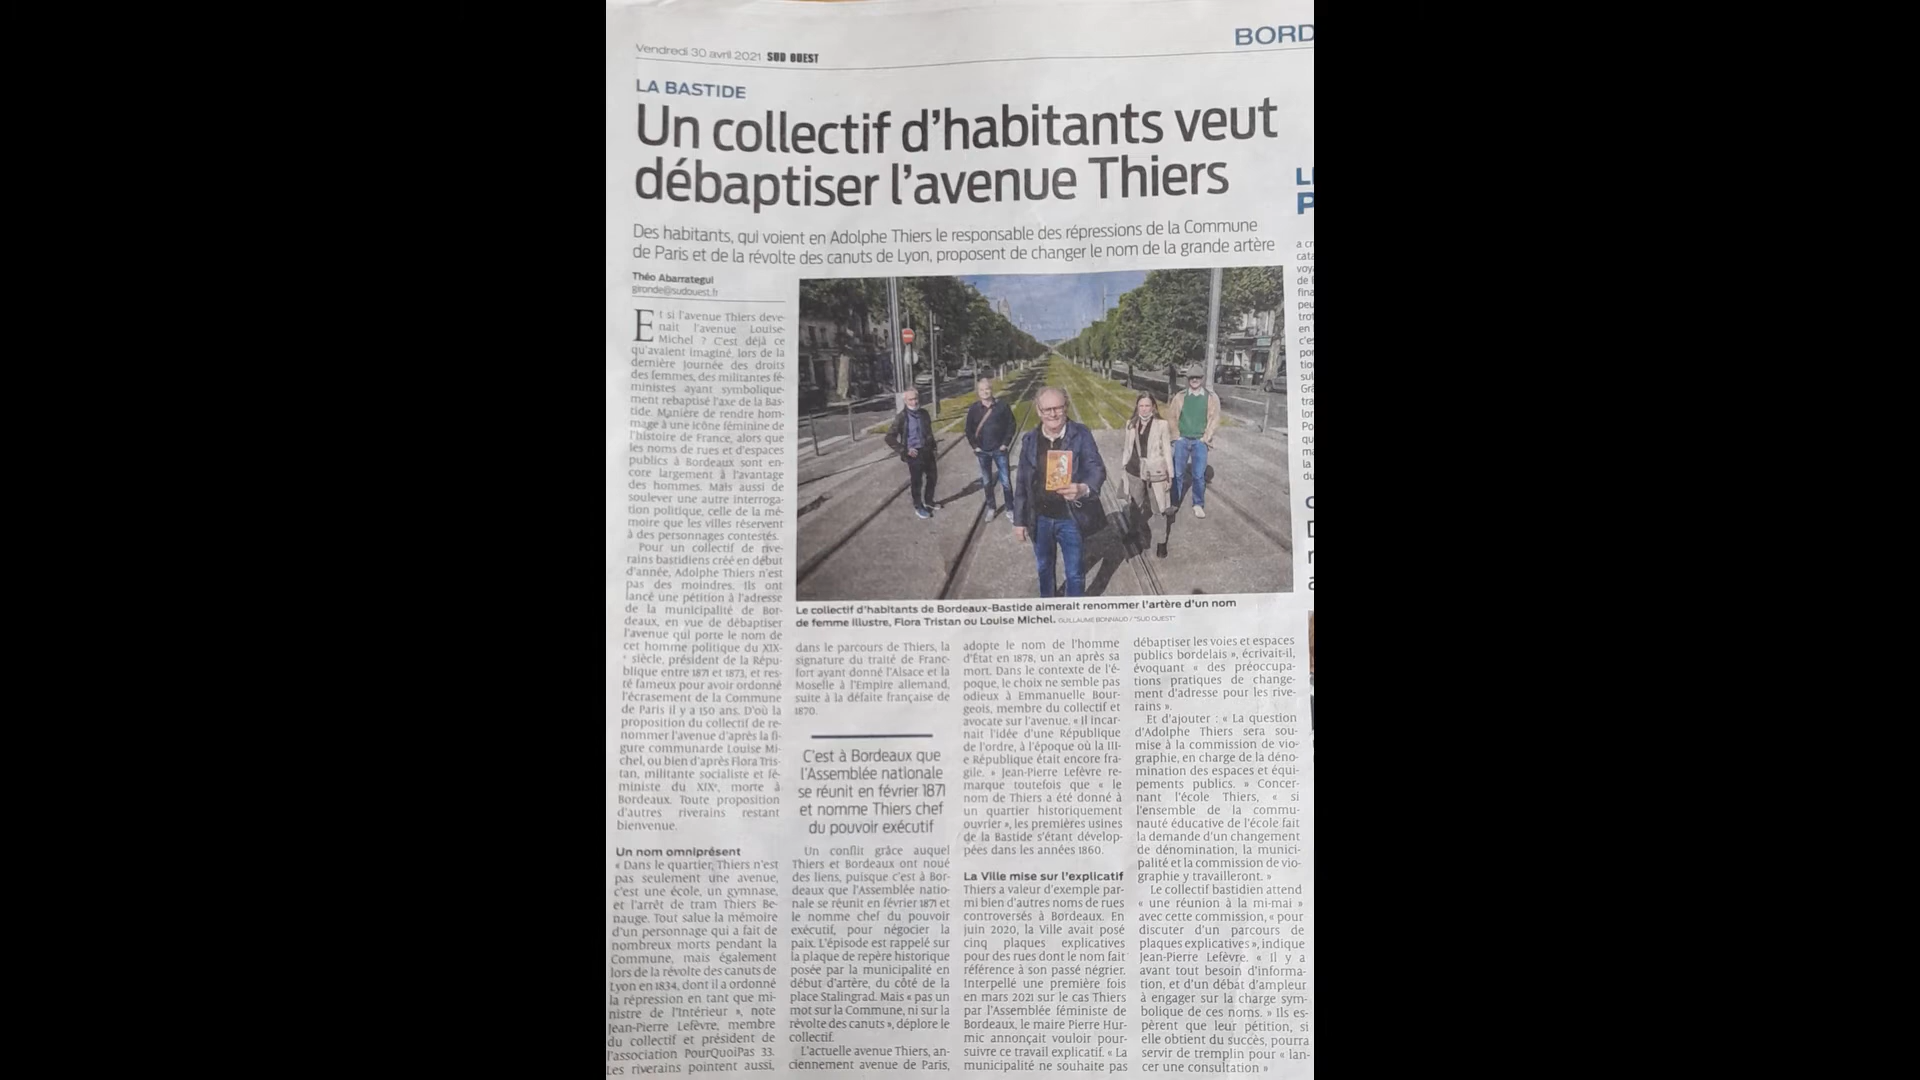 Vendredi 30 avril 2021 SUD OUEST
BORD
LA BASTIDE
Un collectif d'habitants veut
débaptiser l'avenue Thiers
Des habitants, qui voient en Adolphe Thiers le responsable des répressions de la Commune
de Paris et de la révolte des canuts de Lyon, proposent de changer le nom de la grande artère
Théo Abarrategui
gironde@sudouest.fr
Et si l'avenue Thiers deve-
nait l'avenue Louise-
Michel ? C'est déjà ce
qu'avaient imaginé, lors de la
dernière journée des droits
des femmes, des militantes fé-
ministes ayant symbolique-
ment rebaptisé l'axe de la Bas-
tide. Manière de rendre hom-
mage à une icône féminine de
l'histoire de France, alors que
les noms de rues et d'espaces
publics à Bordeaux sont en-
core largement à l'avantage
des hommes. Mais aussi de
soulever une autre interroga-
tion politique, celle de la mé-
moire que les villes réservent
à des personnages contestés.
Pour un collectif de rive-
rains bastidiens créé en début
d'année, Adolphe Thiers n'est
pas des moindres. Ils ont
lancé une pétition à l'adresse
de la municipalité de Bor-
deaux, en vue de débaptiser
l'avenue qui porte le nom de
cet homme politique du XIX-
e siècle, président de la Répu-
blique entre 1871 et 1873, et res-
té fameux pour avoir ordonné
l'écrasement de la Commune
de Paris il y a 150 ans. D'où la
proposition du collectif de re-
nommer l'avenue d'après la fi-
gure communarde Louise Mi-
chel, ou bien d'après Flora Tris-
tan, militante socialiste et fé-
ministe du XIXe, morte à
Bordeaux. Toute proposition
d'autres riverains restant
bienvenue.
Un nom omniprésent
« Dans le quartier, Thiers n'est
pas seulement une avenue,
c'est une école, un gymnase,
et l'arrêt de tram Thiers Be-
nauge. Tout salue la mémoire
d'un personnage qui a fait de
nombreux morts pendant la
Commune, mais également
lors de la révolte des canuts de
Lyon en 1834, dont il a ordonné
la répression en tant que mi-
nistre de l'Intérieur », note
Jean-Pierre Lefèvre, membre
du collectif et président de
l'association PourQuoiPas 33.
Les riverains pointent aussi,
Le collectif d'habitants de Bordeaux-Bastide aimerait renommer l'artère d'un nom
de femme illustre, Flora Tristan ou Louise Michel. GUILLAUME BONNAUD / "SUD OUEST"
dans le parcours de Thiers, la
signature du traité de Franc-
fort ayant donné l'Alsace et la
Moselle à l'Empire allemand,
suite à la défaite française de
1870.
C'est à Bordeaux que
l'Assemblée nationale
se réunit en février 1871
et nomme Thiers chef
du pouvoir exécutif
Un conflit grâce auquel
Thiers et Bordeaux ont noué
des liens, puisque c'est à Bor-
deaux que l'Assemblée natio-
nale se réunit en février 1871 et
le nomme chef du pouvoir
exécutif, pour négocier la
paix. L'épisode est rappelé sur
la plaque de repère historique
posée par la municipalité en
début d'artère, du côté de la
place Stalingrad. Mais « pas un
mot sur la Commune, ni sur la
révolte des canuts », déplore le
collectif.
L'actuelle avenue Thiers, an-
ciennement avenue de Paris,
adopte le nom de l'homme
d'État en 1878, un an après sa
mort. Dans le contexte de l'é-
poque, le choix ne semble pas
odieux à Emmanuelle Bour-
geois, membre du collectif et
avocate sur l'avenue. « Il incar-
nait l'idée d'une République
de l'ordre, à l'époque où la III-
e République était encore fra-
gile. » Jean-Pierre Lefèvre re-
marque toutefois que « le
nom de Thiers a été donné à
un quartier historiquement
ouvrier », les premières usines
de la Bastide s'étant dévelop-
pées dans les années 1860.
La Ville mise sur l'explicatif
Thiers a valeur d'exemple par-
mi bien d'autres noms de rues
controversés à Bordeaux. En
juin 2020, la Ville avait posé
cinq plaques explicatives
pour des rues dont le nom fait
référence à son passé négrier.
Interpellé une première fois
en mars 2021 sur le cas Thiers
par l'Assemblée féministe de
Bordeaux, le maire Pierre Hur-
mic annonçait vouloir pour-
suivre ce travail explicatif. « La
municipalité ne souhaite pas
débaptiser les voies et espaces
publics bordelais », écrivait-il,
évoquant « des préoccupa-
tions pratiques de change-
ment d'adresse pour les rive-
rains ».
Et d'ajouter : « La question
d'Adolphe Thiers sera sou-
mise à la commission de vio-
graphie, en charge de la déno-
mination des espaces et équi-
pements publics. » Concer-
nant l'école Thiers, « si
l'ensemble de la commu-
nauté éducative de l'école fait
la demande d'un changement
de dénomination, la munici-
palité et la commission de vio-
graphie y travailleront. »
Le collectif bastidien attend
« une réunion à la mi-mai »
avec cette commission, « pour
discuter d'un parcours de
plaques explicatives », indique
Jean-Pierre Lefèvre. « Il y a
avant tout besoin d'informa-
tion, et d'un débat d'ampleur
à engager sur la charge sym-
bolique de ces noms. » Ils es-
pèrent que leur pétition, si
elle obtient du succès, pourra
servir de tremplin pour « lan-
cer une consultation »